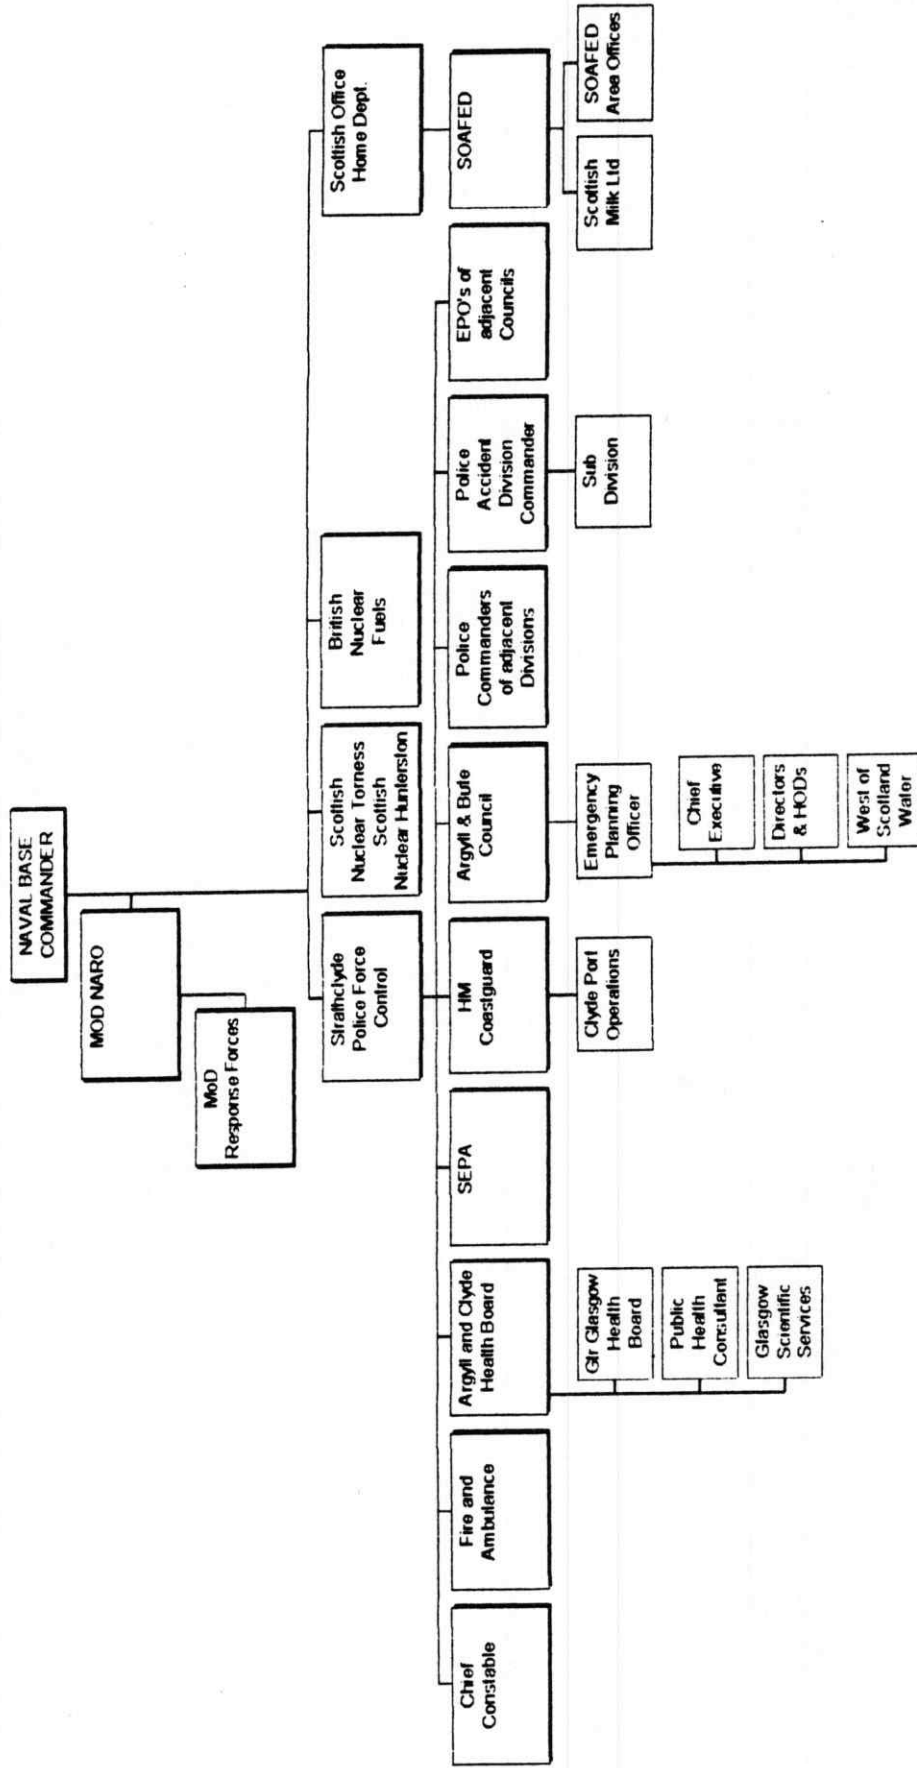 NAVAL BASE
COMMANDER
MOD NARO
MoD
Response Forces
Strathclyde
Police Force
Control
Scottish
Nuclear Torness
Scottish
Nuclear Hunterston
British
Nuclear
Fuels
Scottish Office
Home Dept.
Chief
Constable
Fire and
Ambulance
Argyll and Clyde
Health Board
SEPA
HM
Coastguard
Argyll & Bute
Council
Police
Commanders
of adjacent
Divisions
Police
Accident
Division
Commander
EPO's of
adjacent
Councils
SOAFED
Gtr Glasgow
Health
Board
Public
Health
Consultant
Glasgow
Scientific
Services
Clyde Port
Operations
Emergency
Planning
Officer
Chief
Executive
Directors
& HODs
West of
Scotland
Water
Sub
Division
Scottish
Milk Ltd
SOAFED
Area Offices